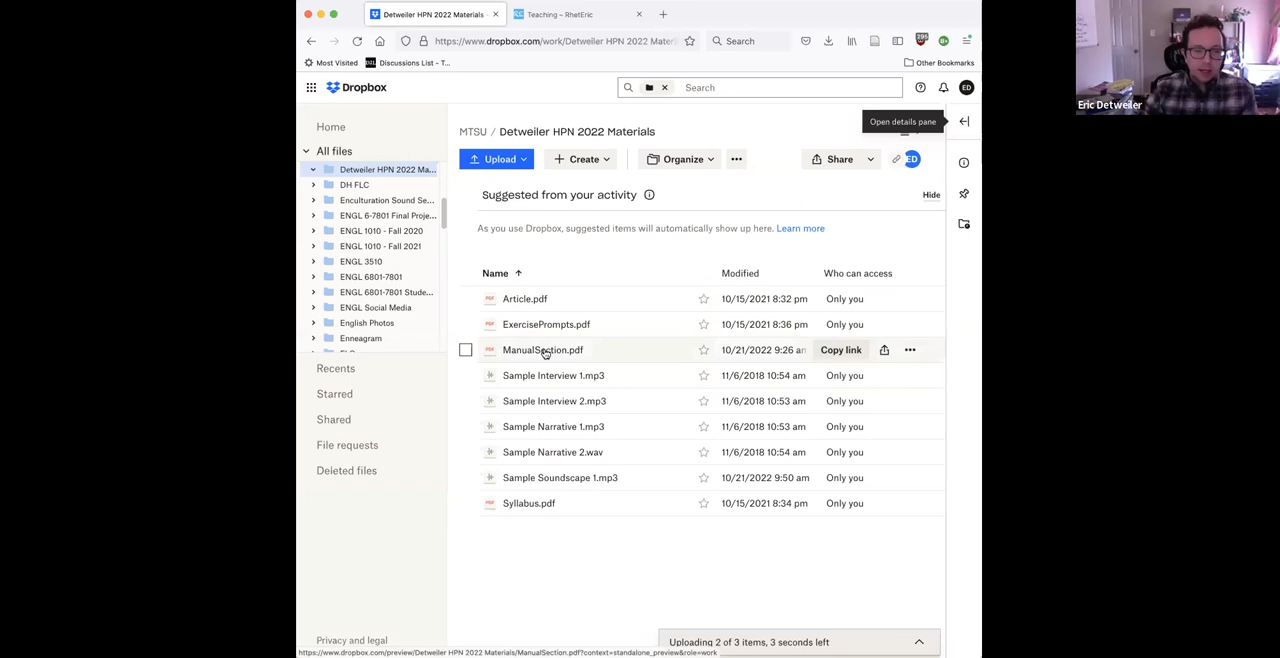 Detweiler HPN 2022 Materials -
Teaching – RhetEric
https://www.dropbox.com/work/Detweiler HPN 2022 Mater
Search
295
Most Visited
Discussions List - T...
Other Bookmarks
Dropbox
Search
ED
Eric Detweiler
Home
All files
Detweiler HPN 2022 Ma...
DH FLC
Enculturation Sound Se...
ENGL 6-7801 Final Proje...
ENGL 1010 - Fall 2020
ENGL 1010 - Fall 2021
ENGL 3510
ENGL 6801-7801
ENGL 6801-7801 Stude...
ENGL Social Media
English Photos
Enneagram
Recents
Starred
Shared
File requests
Deleted files
Privacy and legal
MTSU / Detweiler HPN 2022 Materials
Open details pane
Upload
Create
Organize
Share
ED
Suggested from your activity
Hide
As you use Dropbox, suggested items will automatically show up here. Learn more
Name Modified Who can access
PDF Article.pdf 10/15/2021 8:32 pm Only you
PDF ExercisePrompts.pdf 10/15/2021 8:36 pm Only you
PDF ManualSection.pdf 10/21/2022 9:26 am Copy link
Sample Interview 1.mp3 11/6/2018 10:54 am Only you
Sample Interview 2.mp3 11/6/2018 10:53 am Only you
Sample Narrative 1.mp3 11/6/2018 10:53 am Only you
Sample Narrative 2.wav 11/6/2018 10:54 am Only you
Sample Soundscape 1.mp3 10/21/2022 9:50 am Only you
PDF Syllabus.pdf 10/15/2021 8:34 pm Only you
Uploading 2 of 3 items, 3 seconds left
https://www.dropbox.com/preview/Detweiler HPN 2022 Materials/ManualSection.pdf?context=standalone_preview&role=work